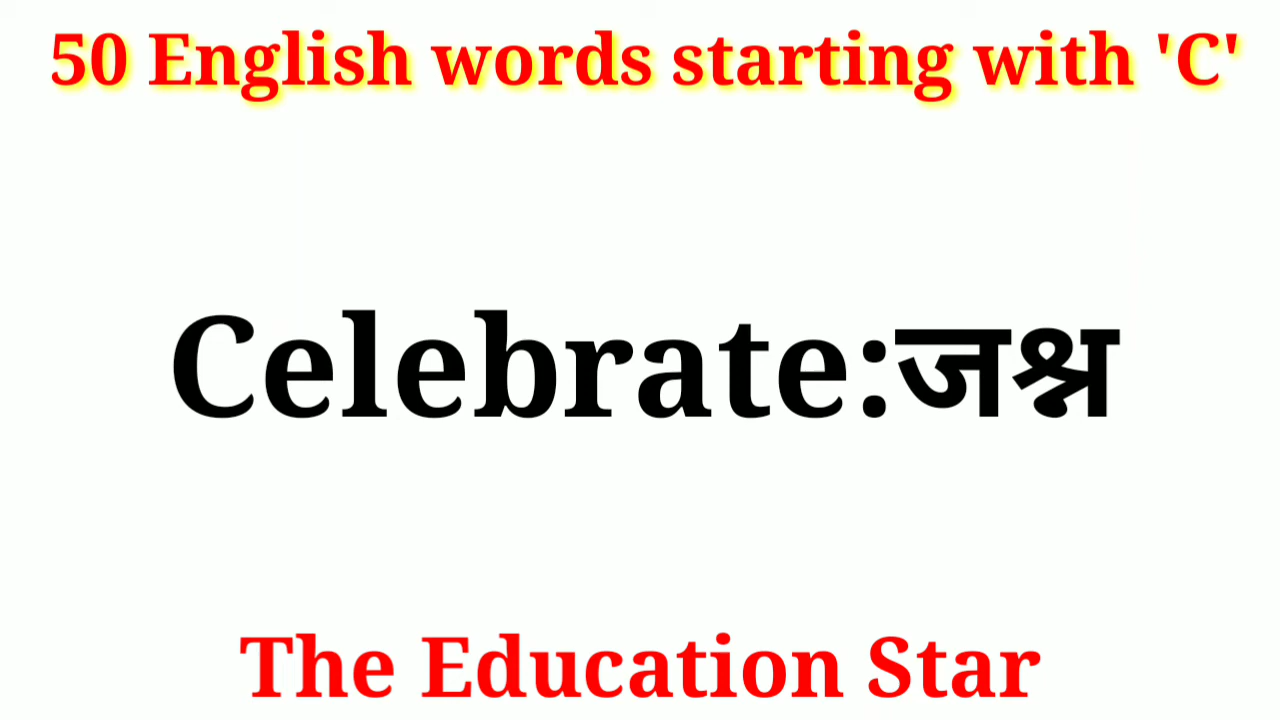 50 English words starting with 'C'
Celebrate:जश्न
The Education Star